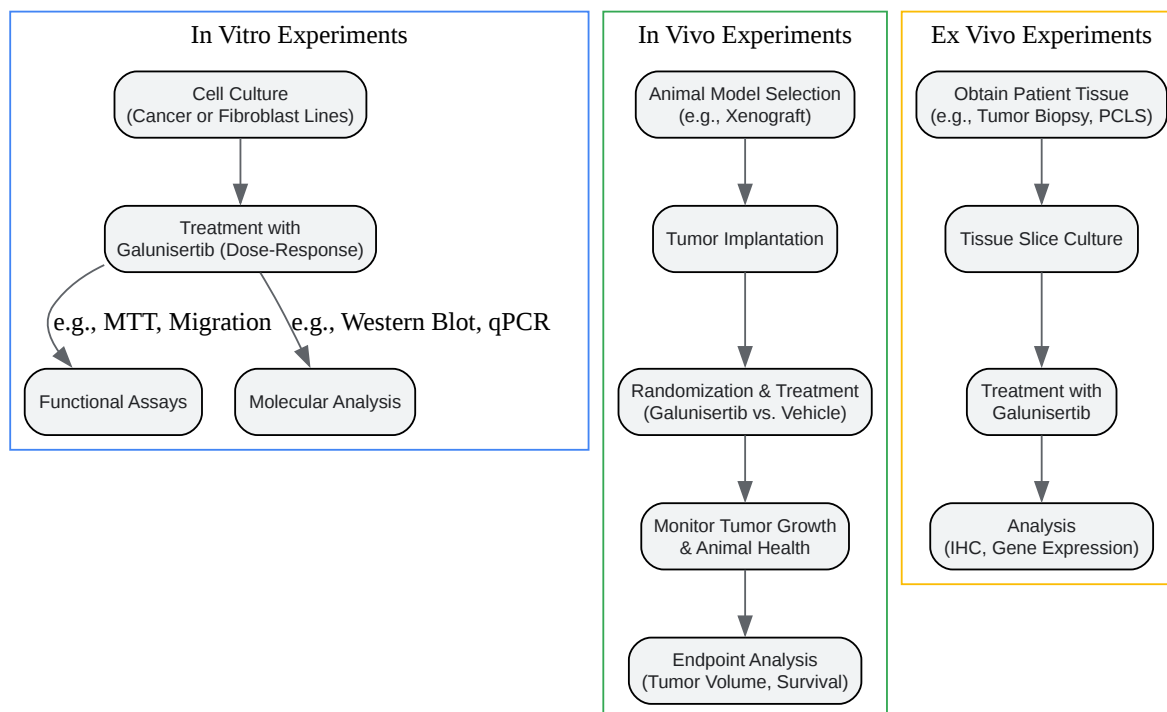 In Vitro Experiments
Cell Culture
(Cancer or Fibroblast Lines)
Treatment with
Galunisertib (Dose-Response)
e.g., MTT, Migration
e.g., Western Blot, qPCR
Functional Assays
Molecular Analysis
In Vivo Experiments
Animal Model Selection
(e.g., Xenograft)
Tumor Implantation
Randomization & Treatment
(Galunisertib vs. Vehicle)
Monitor Tumor Growth
& Animal Health
Endpoint Analysis
(Tumor Volume, Survival)
Ex Vivo Experiments
Obtain Patient Tissue
(e.g., Tumor Biopsy, PCLS)
Tissue Slice Culture
Treatment with
Galunisertib
Analysis
(IHC, Gene Expression)